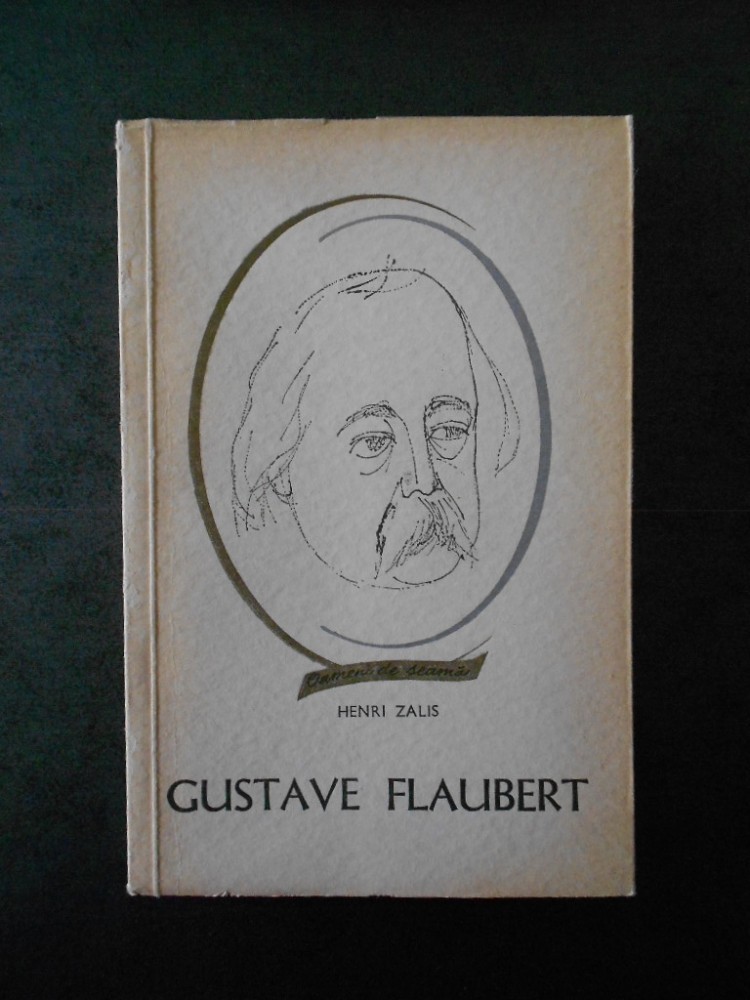 Oameni de seamă
HENRI ZALIS
GUSTAVE FLAUBERT